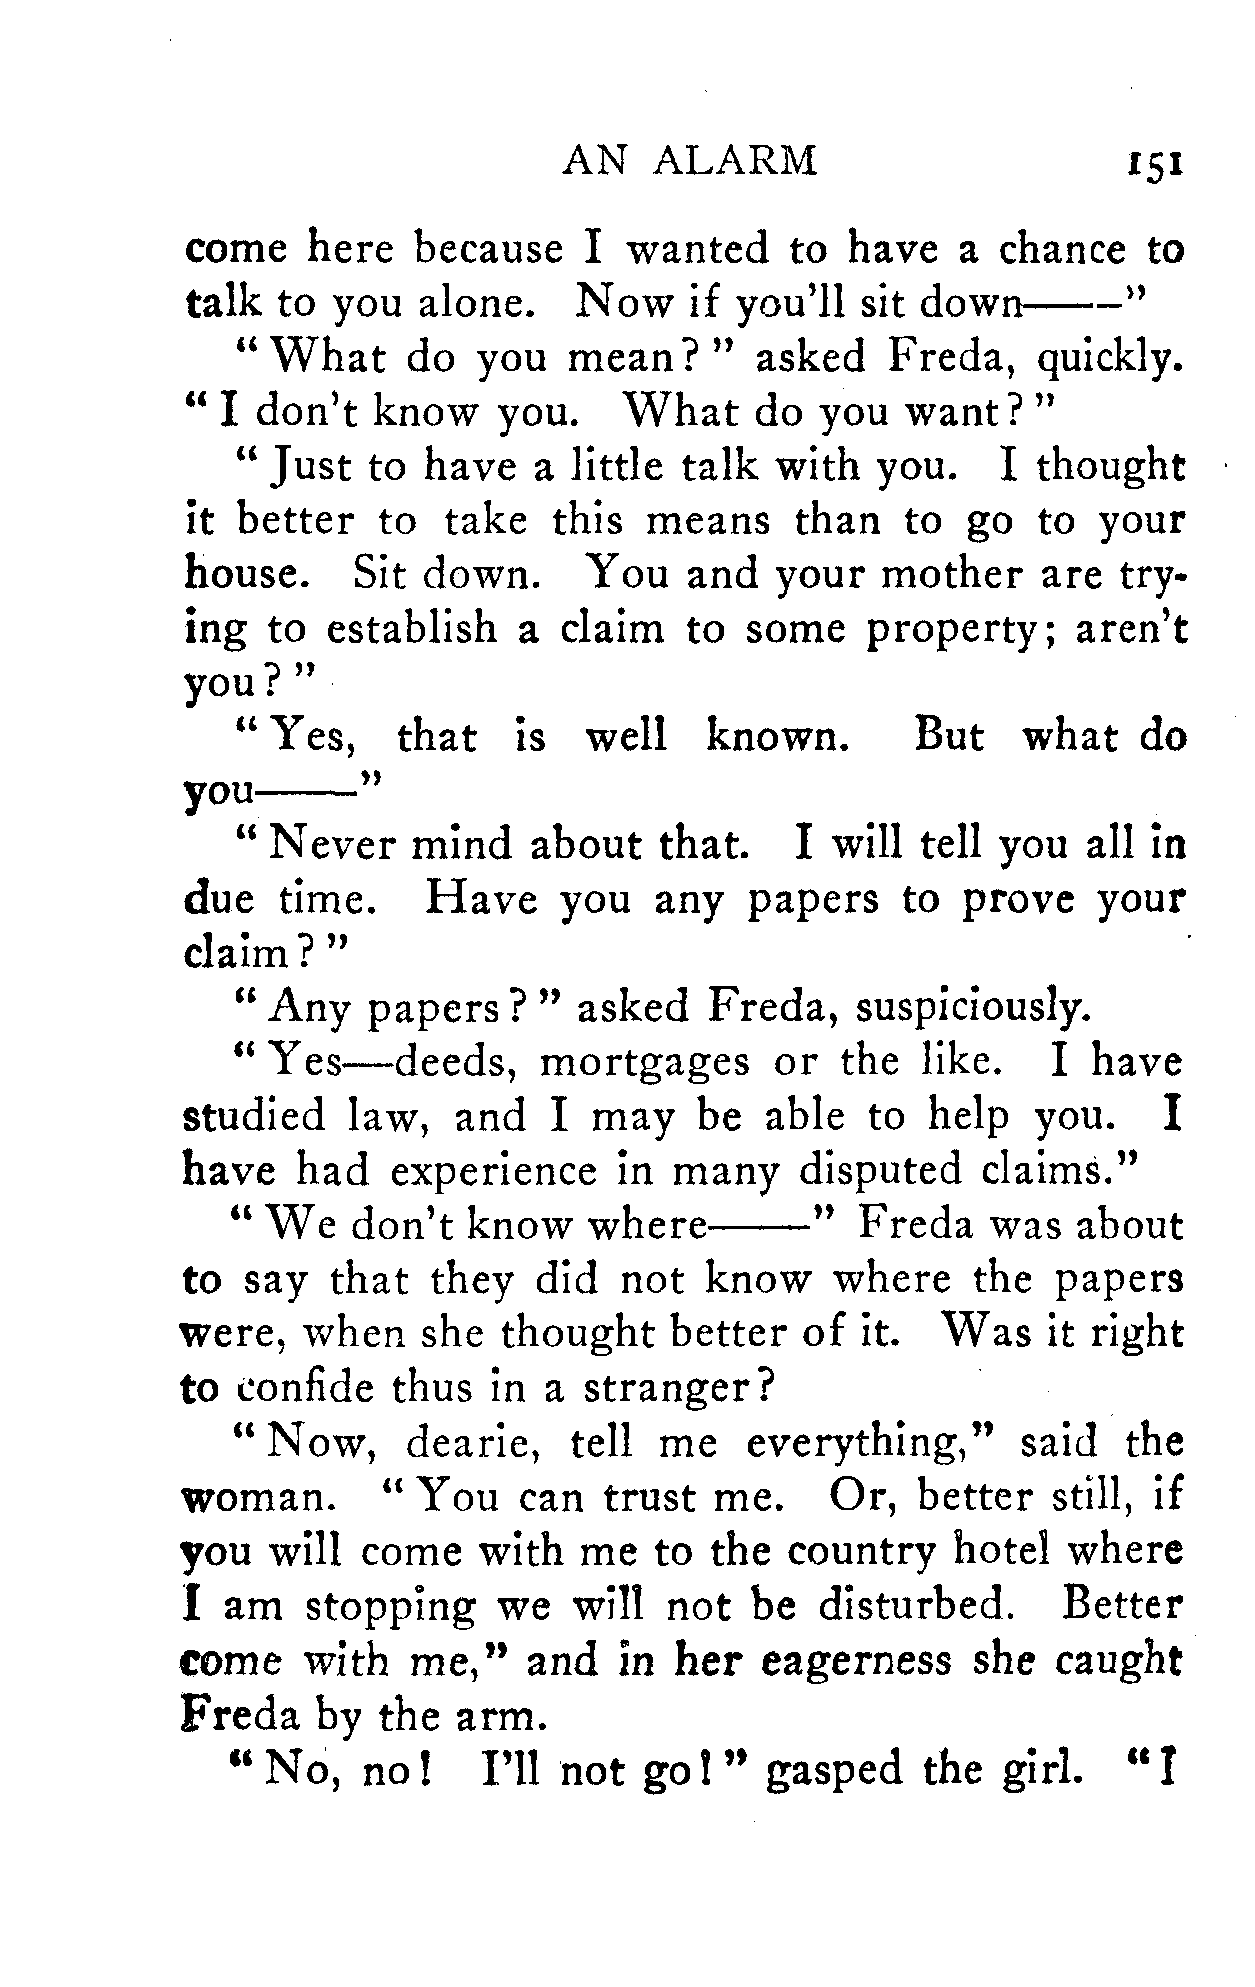 AN ALARM 151
come here because I wanted to have a chance to
talk to you alone. Now if you'll sit down——"
"What do you mean?" asked Freda, quickly.
"I don't know you. What do you want?"
"Just to have a little talk with you. I thought
it better to take this means than to go to your
house. Sit down. You and your mother are try-
ing to establish a claim to some property; aren't
you?"
"Yes, that is well known. But what do
you——"
"Never mind about that. I will tell you all in
due time. Have you any papers to prove your
claim?"
"Any papers?" asked Freda, suspiciously.
"Yes—deeds, mortgages or the like. I have
studied law, and I may be able to help you. I
have had experience in many disputed claims."
"We don't know where——" Freda was about
to say that they did not know where the papers
were, when she thought better of it. Was it right
to confide thus in a stranger?
"Now, dearie, tell me everything," said the
woman. "You can trust me. Or, better still, if
you will come with me to the country hotel where
I am stopping we will not be disturbed. Better
come with me," and in her eagerness she caught
Freda by the arm.
"No, no! I'll not go!" gasped the girl. "I